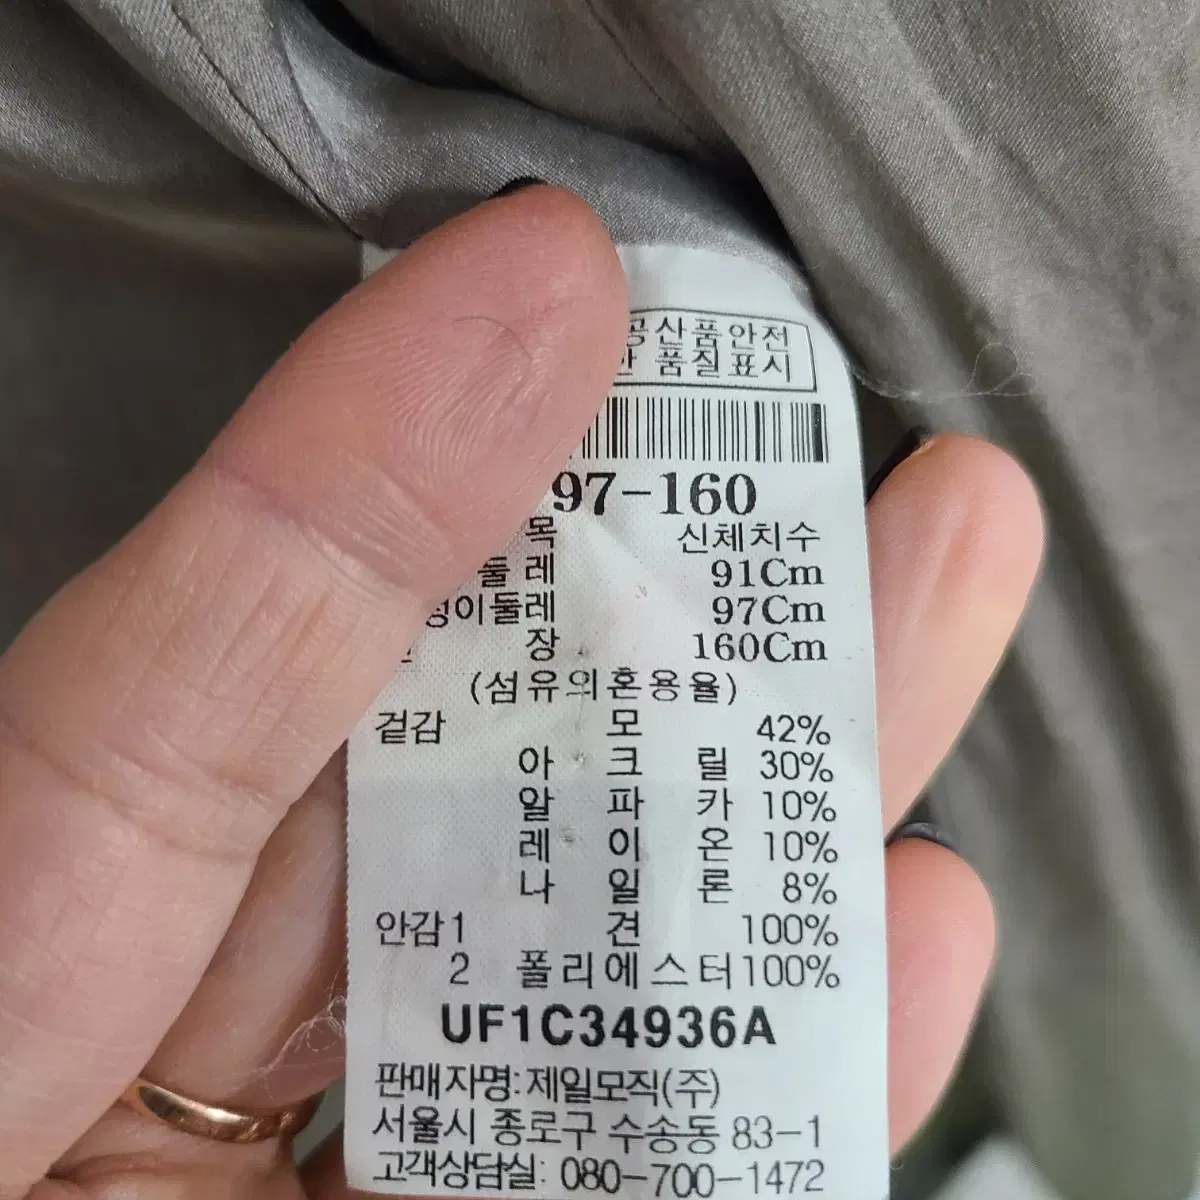 공산품안전
품질표시
97-160
목 신체치수
둘레 91Cm
둘레 97Cm
장 160Cm
(섬유의혼용율)
겉감 모 42%
아크릴 30%
알파카 10%
레이온 10%
나일론 8%
안감1 견 100%
2 폴리에스터 100%
UF1C34936A
판매자명: 제일모직(주)
서울시 종로구 수송동 83-1
고객상담실: 080-700-1472